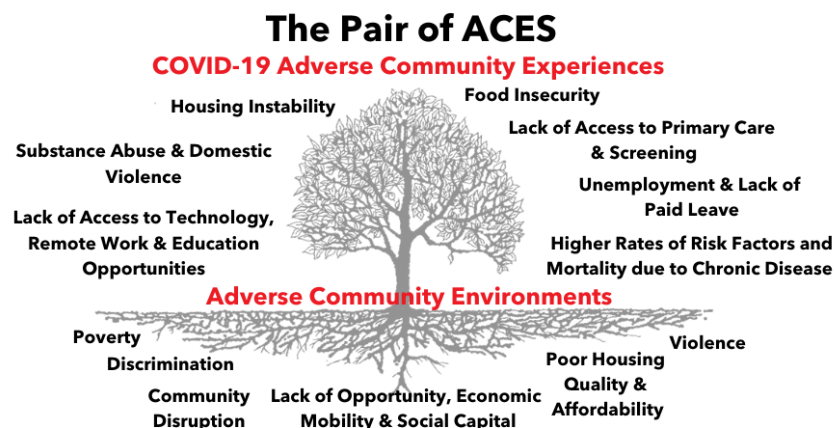 The Pair of ACES
COVID-19 Adverse Community Experiences
Housing Instability
Food Insecurity
Substance Abuse & Domestic
Violence
Lack of Access to Primary Care
& Screening
Unemployment & Lack of
Paid Leave
Lack of Access to Technology,
Remote Work & Education
Opportunities
Higher Rates of Risk Factors and
Mortality due to Chronic Disease
Adverse Community Environments
Poverty
Discrimination
Community
Disruption
Lack of Opportunity, Economic
Mobility & Social Capital
Poor Housing
Quality &
Affordability
Violence